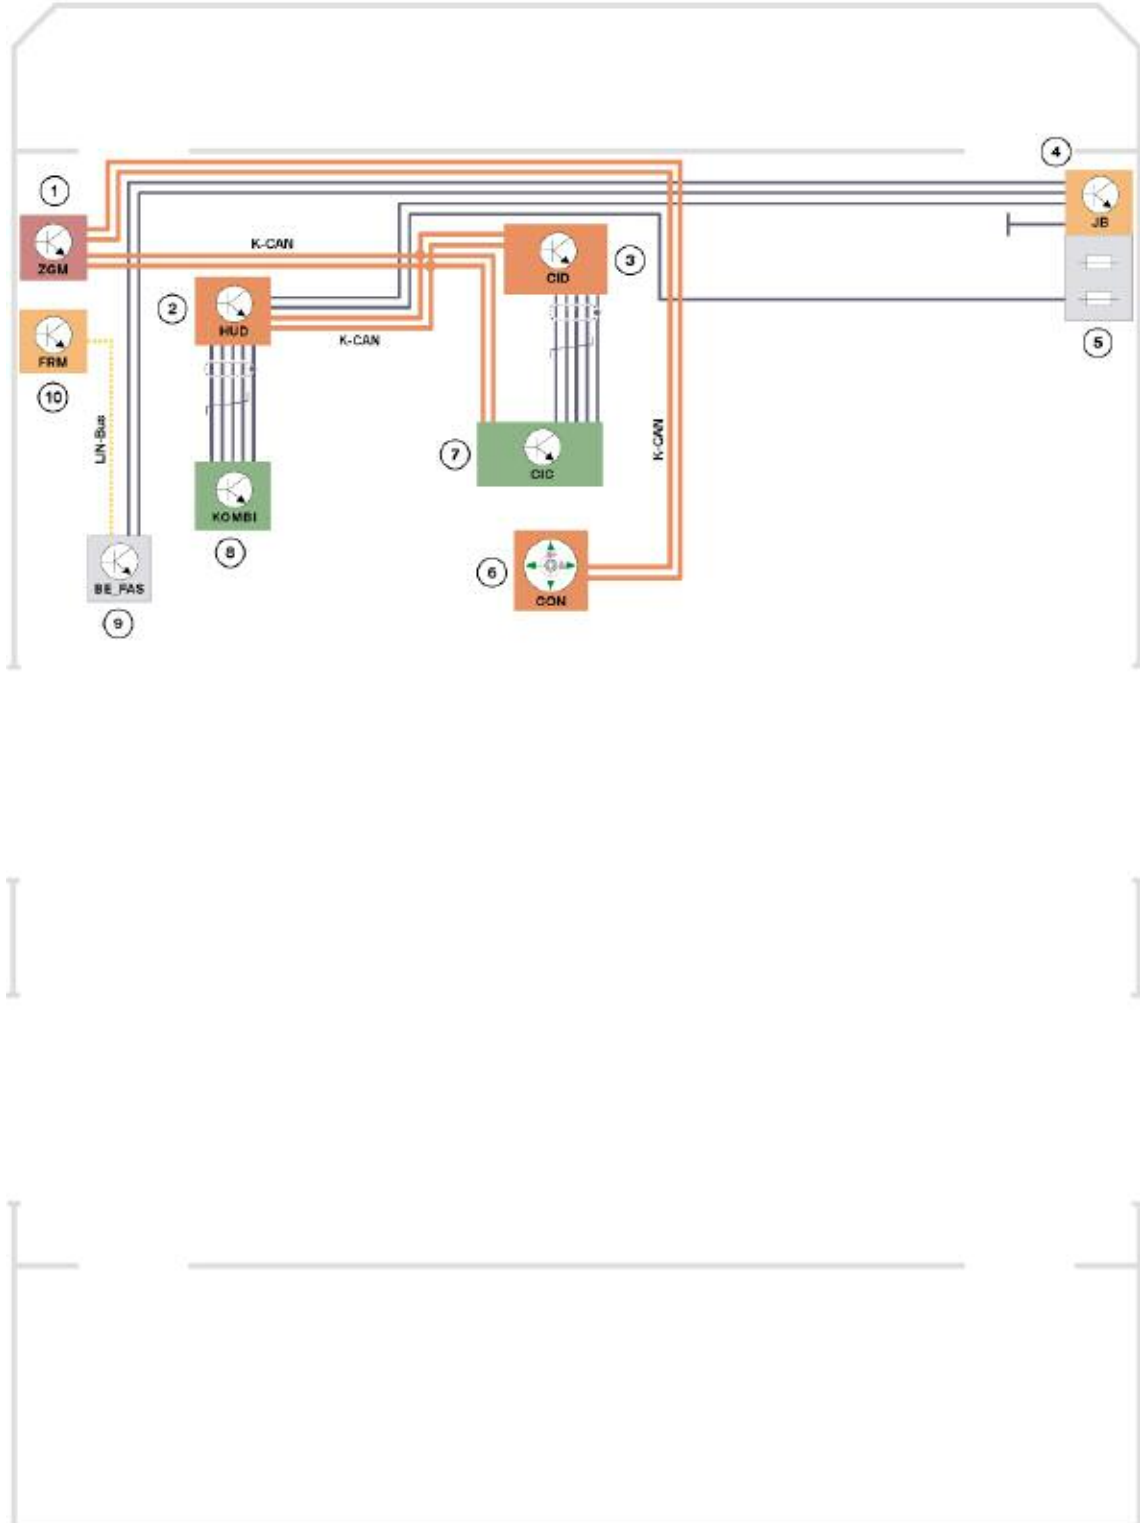 4
1
JB
K-CAN
3
ZGM
CID
2
HUD
K-CAN
5
FRM
10
LIN-Bus
K-CAN
7
CIC
KOMBI
8
6
BE_FAS
CON
9